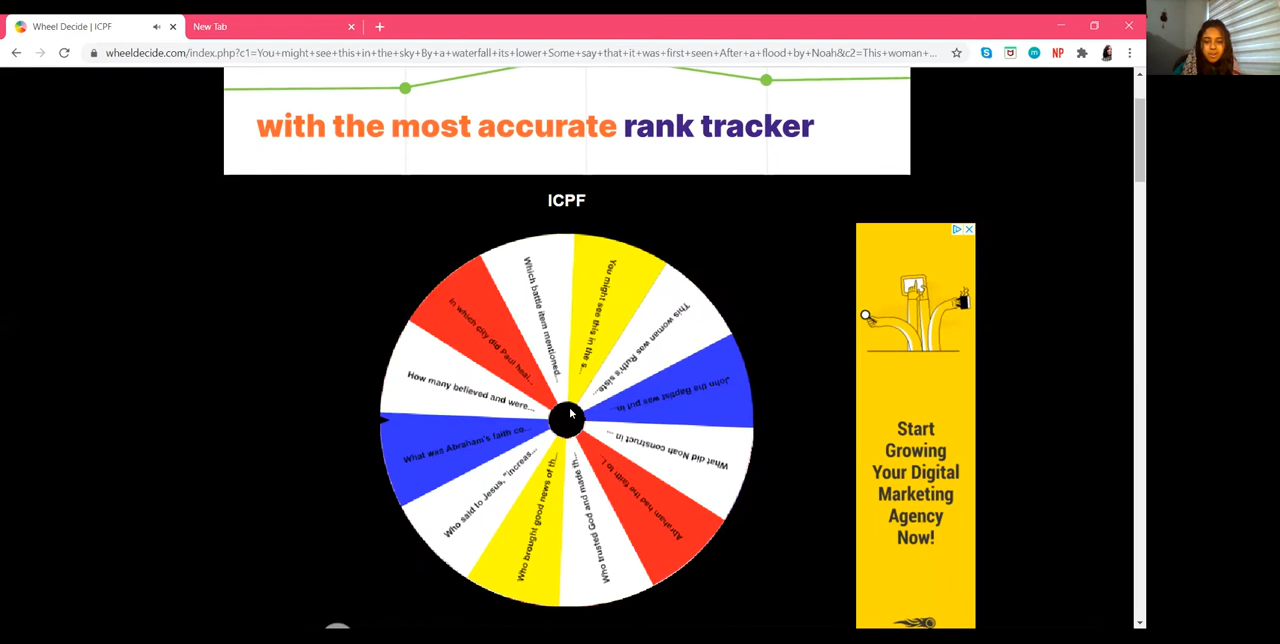 Wheel Decide | ICPF
New Tab
wheeldecide.com/index.php?c1=You+might+see+this+in+the+sky+By+a+waterfall+its+lower+Some+say+that+it+was+first+seen+After+a+flood+by+Noah&c2=This+woman+...
NP
with the most accurate rank tracker
ICPF
You might see this in the s...
This woman was Ruth's siste...
John the Baptist was put in...
What did Noah construct in ...
Abraham had the faith to l...
Who trusted God and made th...
Who brought good news of th...
Who said to Jesus, "increas...
What was Abraham's faith co...
How many believed and were...
In which city did Paul heal...
Which battle item mentioned...
Start
Growing
Your Digital
Marketing
Agency
Now!